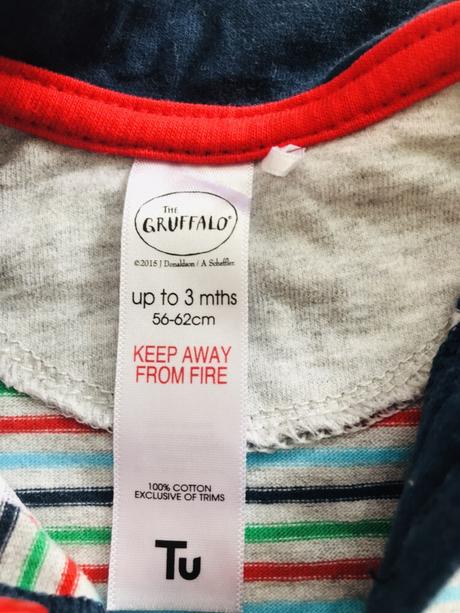 THE
GRUFFALO®
©2015 J Donaldson / A Scheffler
up to 3 mths
56-62cm
KEEP AWAY
FROM FIRE
100% COTTON
EXCLUSIVE OF TRIMS
Tu